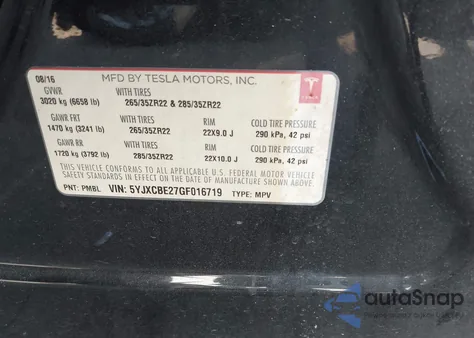 08/16 MFD BY TESLA MOTORS, INC.
GVWR WITH TIRES
3020 kg (6658 lb) 265/35ZR22 & 285/35ZR22
GAWR FRT WITH TIRES RIM COLD TIRE PRESSURE
1470 kg (3241 lb) 265/35ZR22 22X9.0 J 290 kPa, 42 psi
GAWR RR WITH TIRES RIM COLD TIRE PRESSURE
1720 kg (3792 lb) 285/35ZR22 22X10.0 J 290 kPa, 42 psi
THIS VEHICLE CONFORMS TO ALL APPLICABLE U.S. FEDERAL MOTOR VEHICLE
SAFETY STANDARDS IN EFFECT ON THE DATE OF MANUFACTURE SHOWN ABOVE.
PNT: PMBL VIN: 5YJXCBE27GF016719 TYPE: MPV
autoSnap